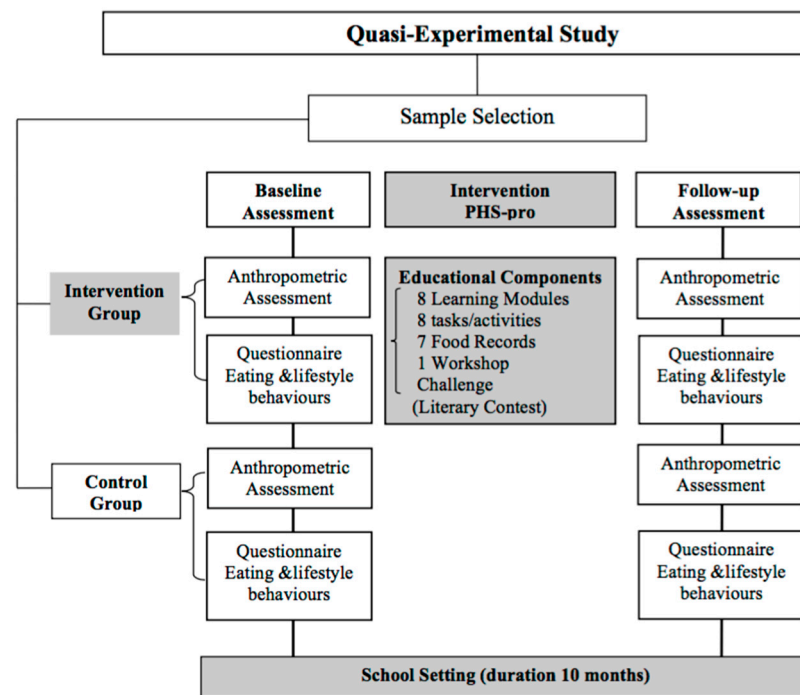 Quasi-Experimental Study
Sample Selection
Baseline
Assessment
Intervention
PHS-pro
Follow-up
Assessment
Intervention
Group
Anthropometric
Assessment
Questionnaire
Eating &lifestyle
behaviours
Educational Components
8 Learning Modules
8 tasks/activities
7 Food Records
1 Workshop
Challenge
(Literary Contest)
Anthropometric
Assessment
Questionnaire
Eating &lifestyle
behaviours
Control
Group
Anthropometric
Assessment
Questionnaire
Eating &lifestyle
behaviours
Anthropometric
Assessment
Questionnaire
Eating &lifestyle
behaviours
School Setting (duration 10 months)